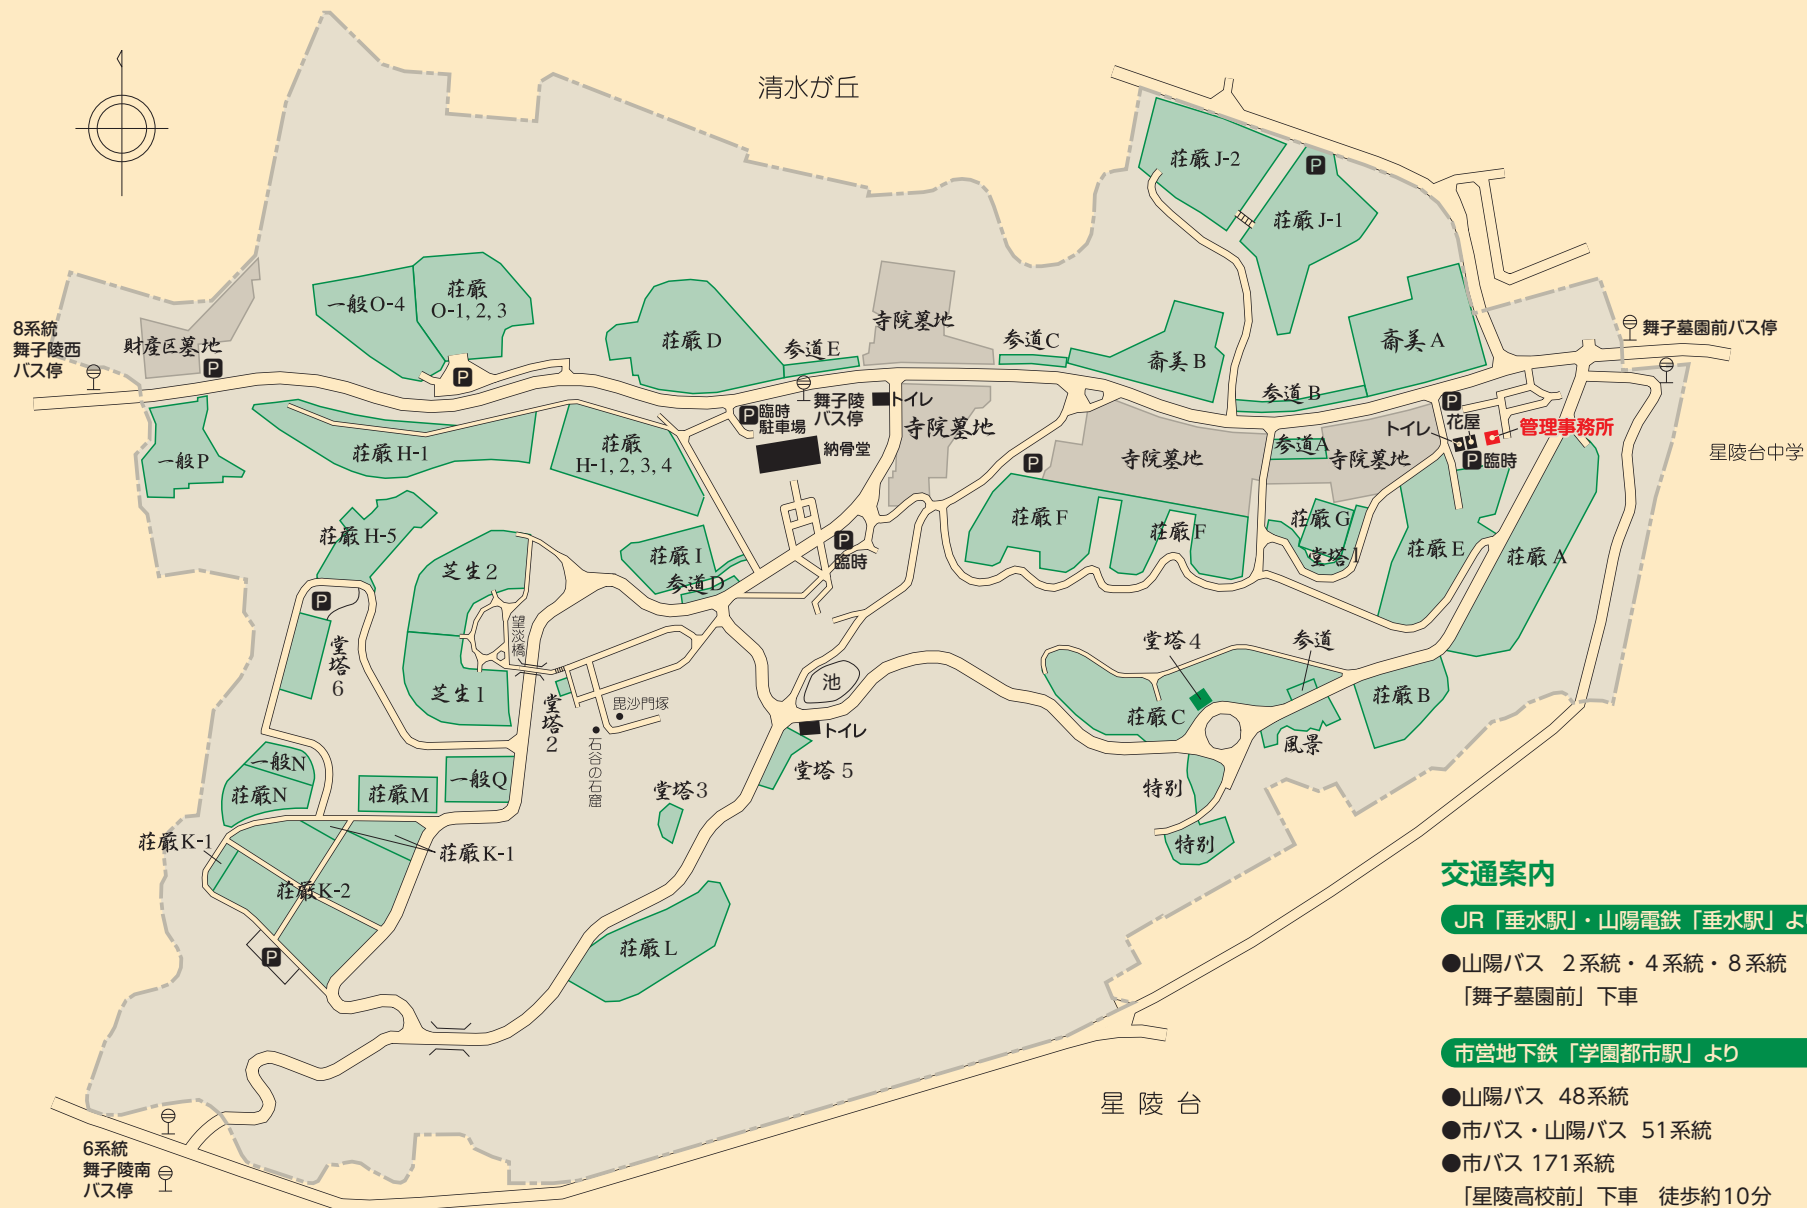 清水が丘
荘厳J-2
P
荘厳J-1
一般O-4
荘厳
O-1, 2, 3
8系統
舞子陵西
バス停
財産区墓地
P
P
荘厳D
参道E
寺院墓地
参道C
斎美B
斎美A
舞子墓園前バス停
参道B
一般P
荘厳H-1
荘厳
H-1, 2, 3, 4
P臨時
駐車場
舞子陵
バス停
トイレ
納骨堂
寺院墓地
P
寺院墓地
参道A
寺院墓地
P
花屋
トイレ
管理事務所
P臨時
星陵台中学
荘厳H-5
芝生2
荘厳I
参道D
P
臨時
荘厳F
荘厳F
荘厳G
堂塔1
荘厳E
荘厳A
P
堂塔6
望淡橋
芝生1
堂塔2
毘沙門塚
石谷の石窟
池
トイレ
堂塔5
堂塔3
堂塔4
参道
荘厳C
荘厳B
風景
特別
特別
一般N
荘厳N
荘厳M
一般Q
荘厳K-1
荘厳K-1
荘厳K-2
P
荘厳L
星陵台
6系統
舞子陵南
バス停
交通案内
JR「垂水駅」・山陽電鉄「垂水駅」よ
●山陽バス 2系統・4系統・8系統
「舞子墓園前」下車
市営地下鉄「学園都市駅」より
●山陽バス 48系統
●市バス・山陽バス 51系統
●市バス 171系統
「星陵高校前」下車 徒歩約10分